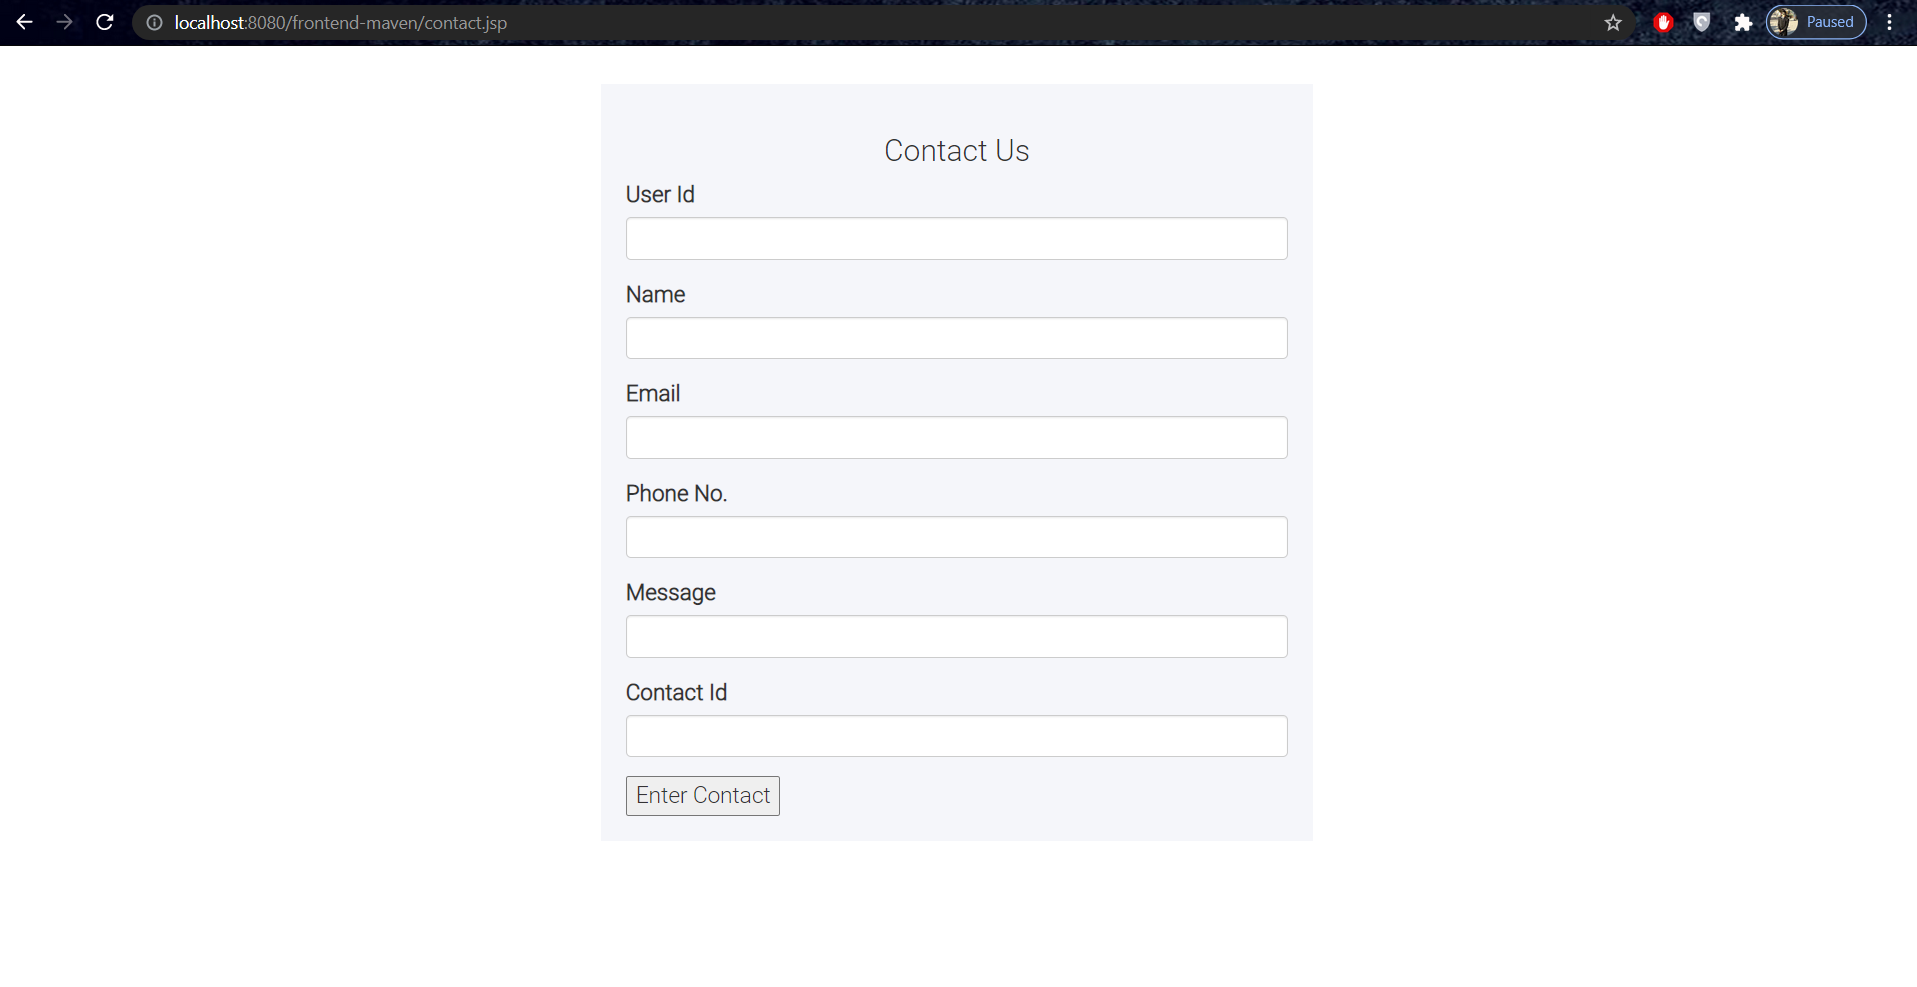 localhost:8080/frontend-maven/contact.jsp
Paused
Contact Us
User Id
Name
Email
Phone No.
Message
Contact Id
Enter Contact